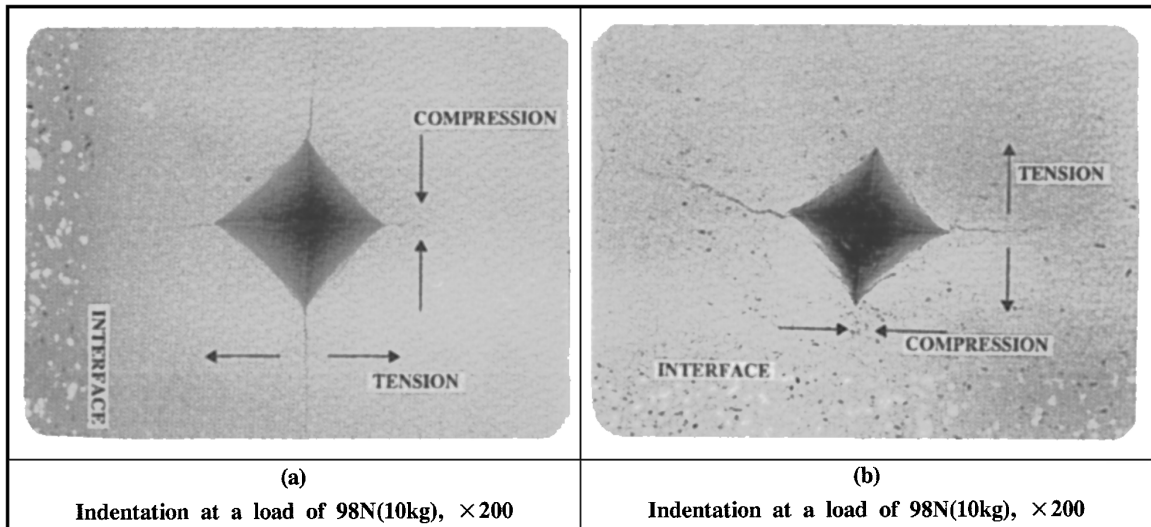 COMPRESSION
INTERFACE
TENSION
TENSION
COMPRESSION
INTERFACE
(a)
Indentation at a load of 98N(10kg), ×200
(b)
Indentation at a load of 98N(10kg), ×200